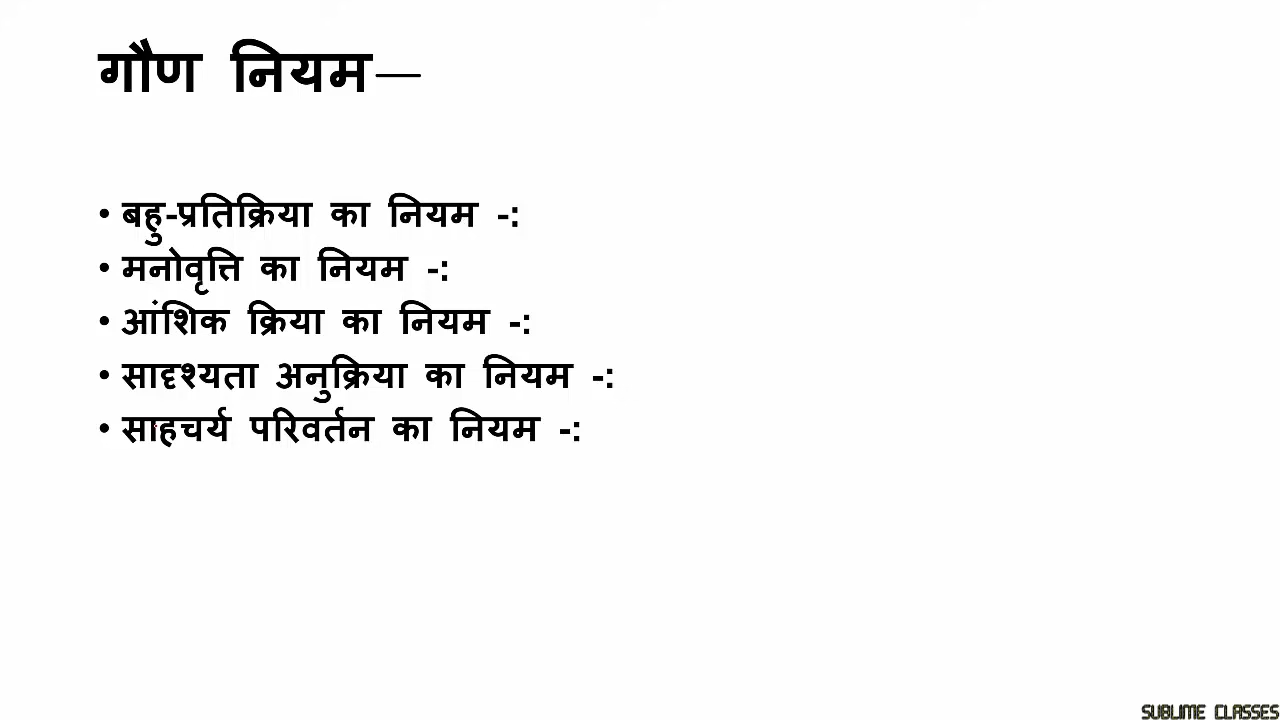 गौण नियम—
• बहु-प्रतिक्रिया का नियम -:
• मनोवृत्ति का नियम -:
• आंशिक क्रिया का नियम -:
• सादृश्यता अनुक्रिया का नियम -:
• साहचर्य परिवर्तन का नियम -:
SUBLIME CLASSES